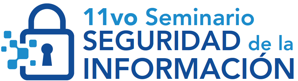 11vo Seminario
SEGURIDAD de la
INFORMACIÓN